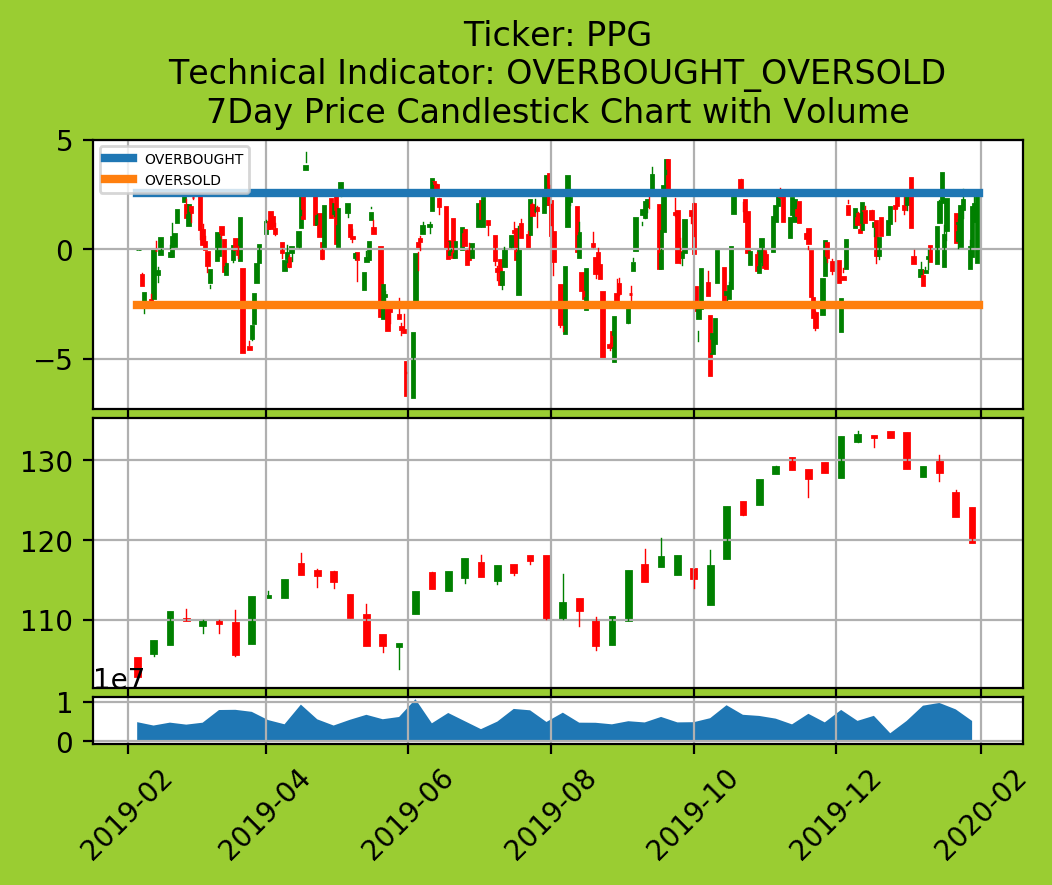 Ticker: PPG
Technical Indicator: OVERBOUGHT_OVERSOLD
7Day Price Candlestick Chart with Volume
OVERBOUGHT
OVERSOLD
5
0
−5
130
120
110
1e7
1
0
2019-02
2019-04
2019-06
2019-08
2019-10
2019-12
2020-02